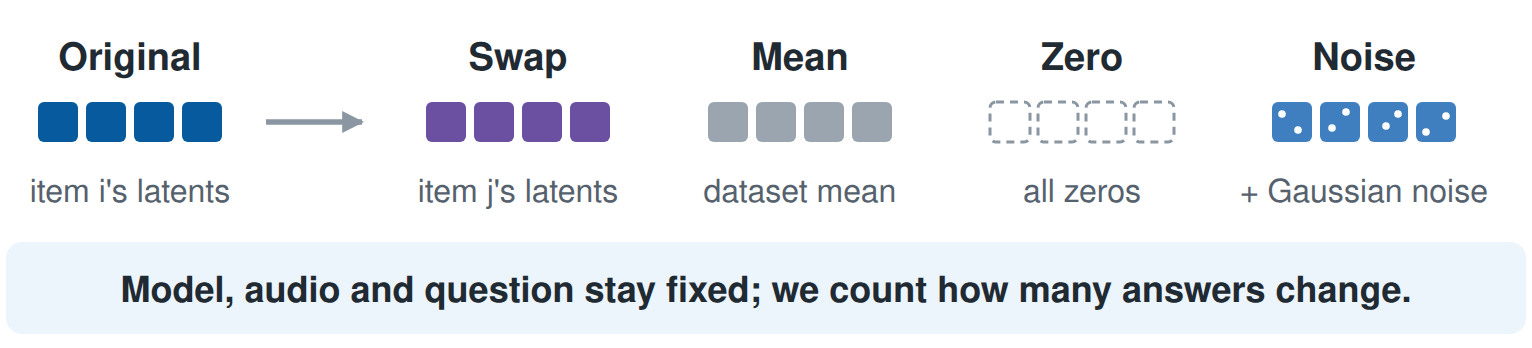 Original Swap Mean Zero Noise
item i's latents item j's latents dataset mean all zeros + Gaussian noise
Model, audio and question stay fixed; we count how many answers change.